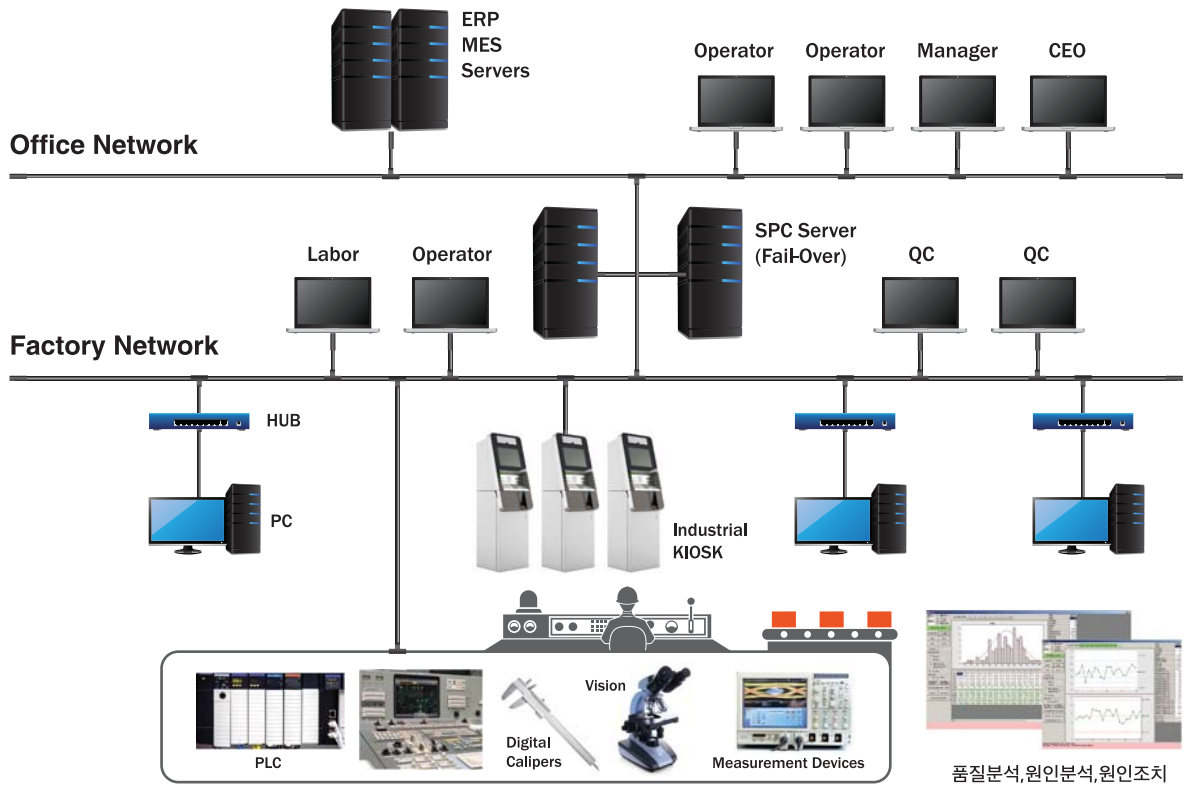 ERP
MES
Servers
Operator
Operator
Manager
CEO
Office Network
SPC Server
(Fail-Over)
Labor
Operator
QC
QC
Factory Network
HUB
PC
Industrial
KIOSK
PLC
Digital
Calipers
Vision
Measurement Devices
품질분석,원인분석,원인조치